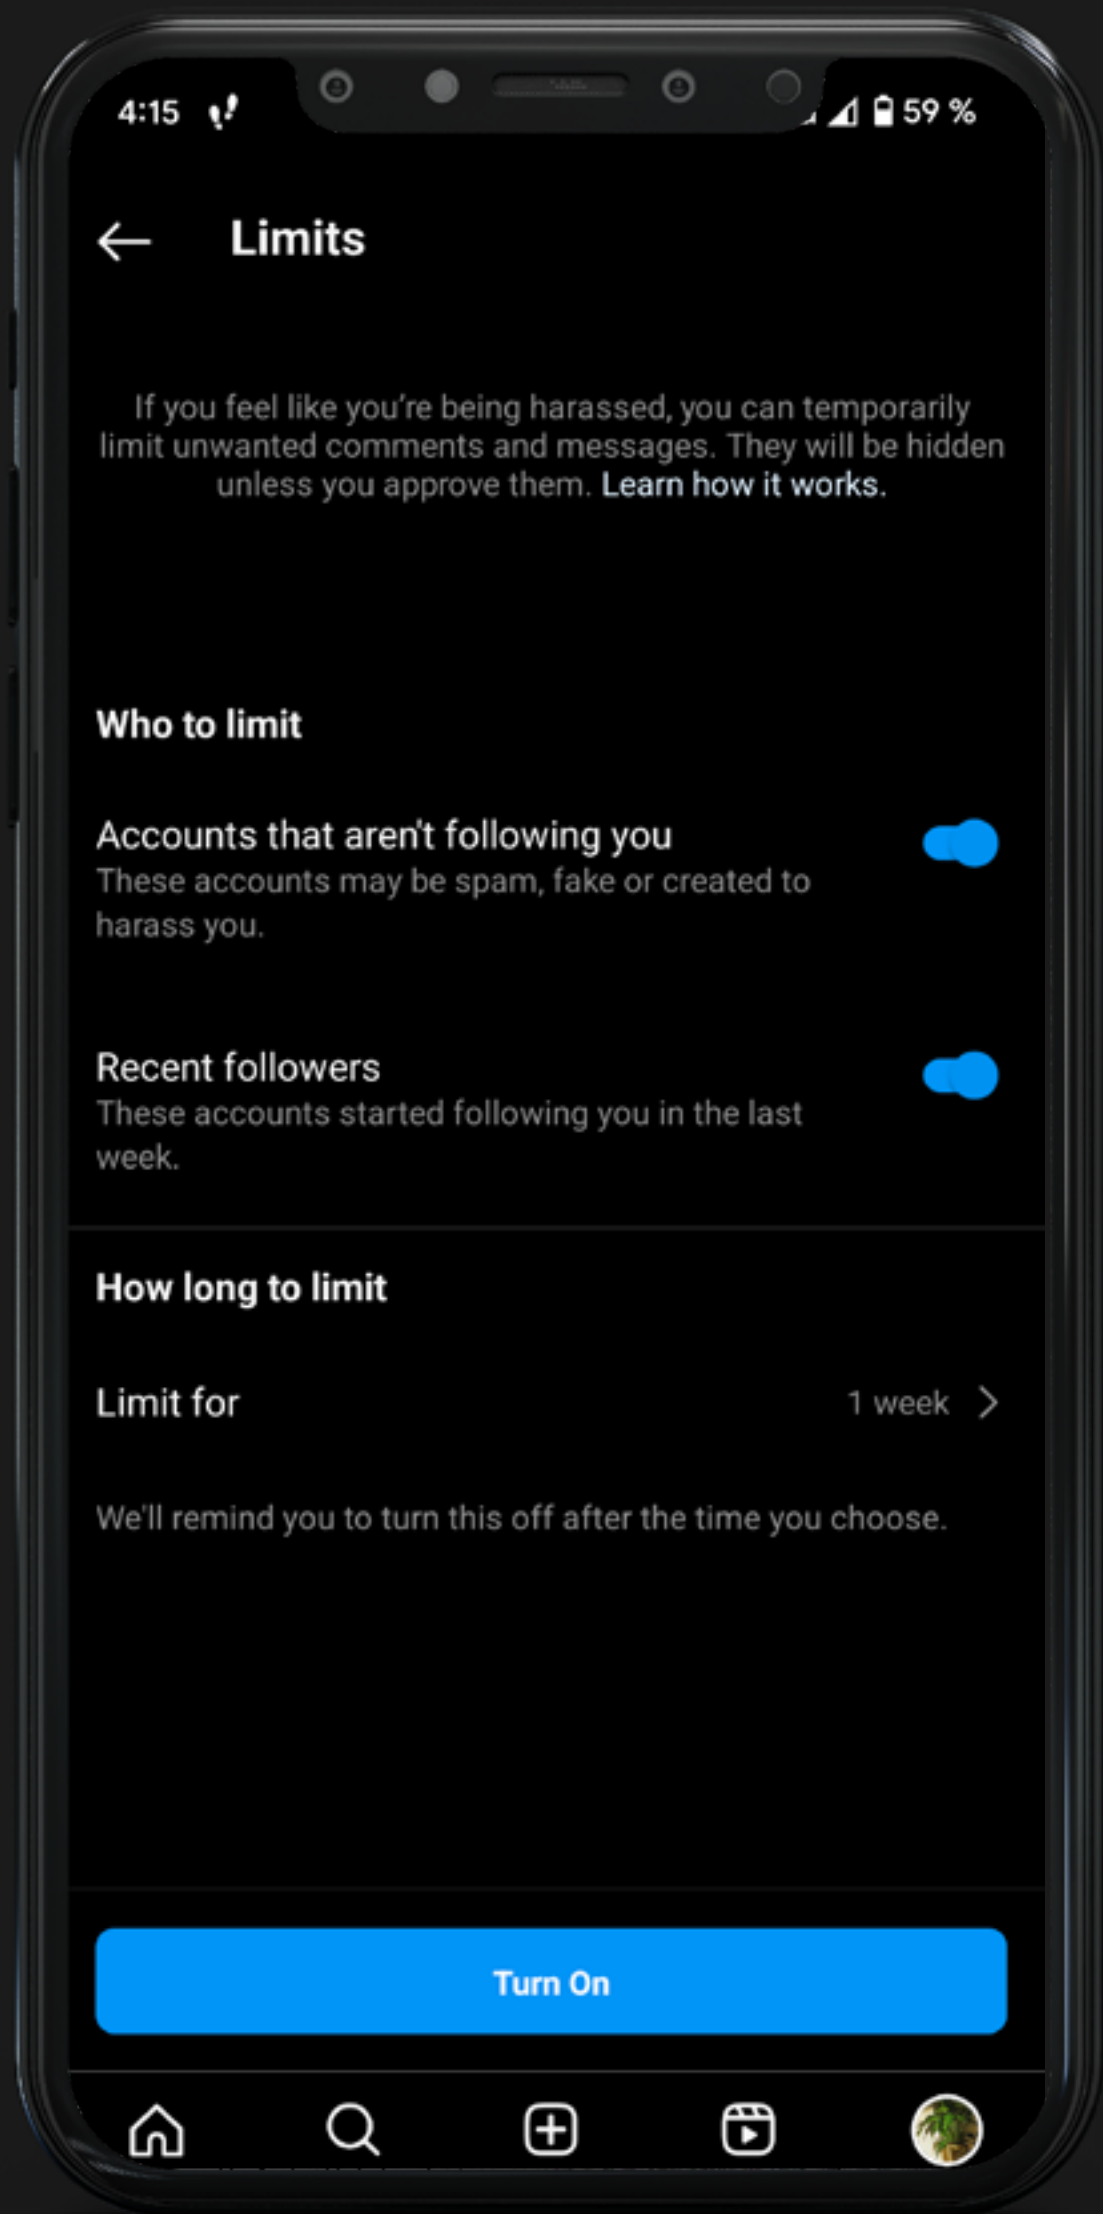 4:15 59 %
Limits
If you feel like you're being harassed, you can temporarily
limit unwanted comments and messages. They will be hidden
unless you approve them. Learn how it works.
Who to limit
Accounts that aren't following you
These accounts may be spam, fake or created to
harass you.
Recent followers
These accounts started following you in the last
week.
How long to limit
Limit for 1 week
We'll remind you to turn this off after the time you choose.
Turn On